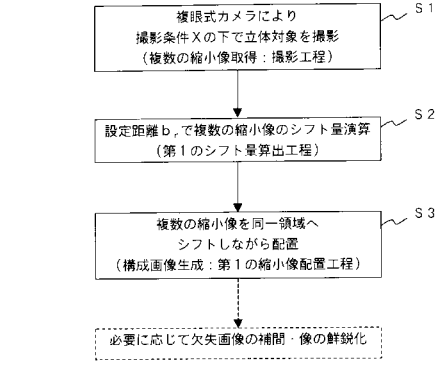 S1
複眼式カメラにより
撮影条件Xの下で立体対象を撮影
(複数の縮小像取得:撮影工程)
S2
設定距離brで複数の縮小像のシフト量演算
(第1のシフト量算出工程)
S3
複数の縮小像を同一領域へ
シフトしながら配置
(構成画像生成:第1の縮小像配置工程)
必要に応じて欠失画像の補間・像の鮮鋭化